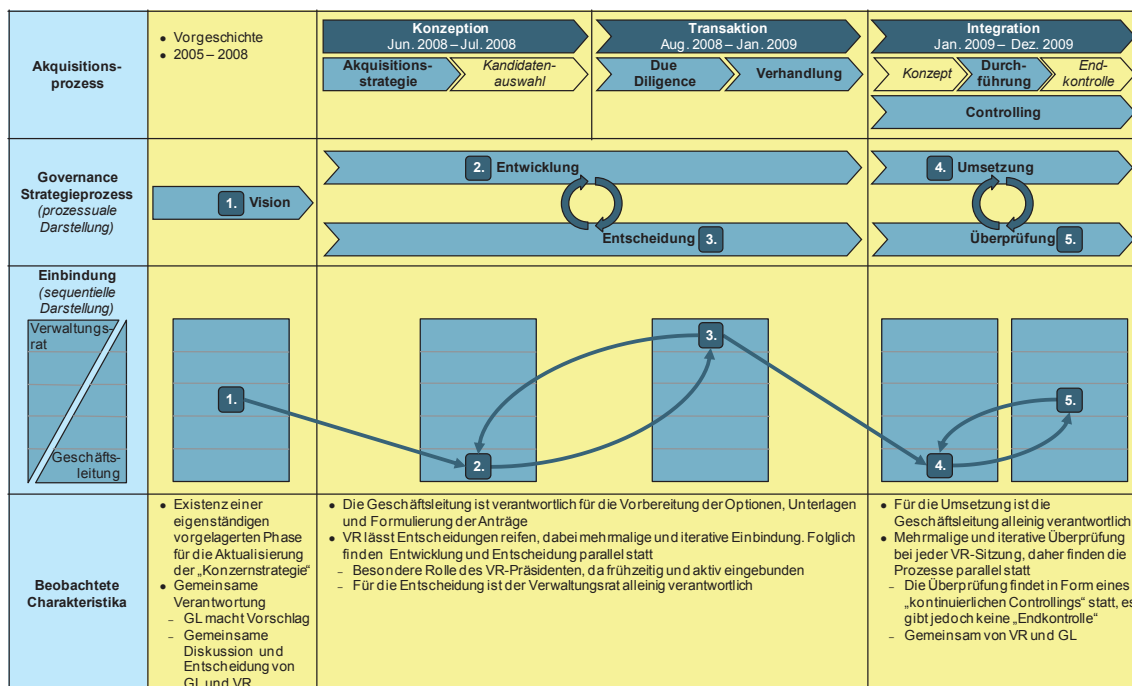 Akquisitions-
prozess
• Vorgeschichte
• 2005 – 2008
Konzeption
Jun. 2008 – Jul. 2008
Transaktion
Aug. 2008 – Jan. 2009
Integration
Jan. 2009 – Dez. 2009
Akquisitions-
strategie
Kandidaten-
auswahl
Due
Diligence
Verhandlung
Konzept
Durch-
führung
End-
kontrolle
Controlling
Governance
Strategieprozess
(prozessuale
Darstellung)
1. Vision
2. Entwicklung
Entscheidung 3.
4. Umsetzung
Überprüfung 5.
Einbindung
(sequentielle
Darstellung)
Verwaltungs-
rat
Geschäfts-
leitung
1.
2.
3.
4.
5.
Beobachtete
Charakteristika
• Existenz einer
eigenständigen
vorgelagerten Phase
für die Aktualisierung
der „Konzernstrategie“
• Gemeinsame
Verantwortung
– GL macht Vorschlag
– Gemeinsame
Diskussion und
Entscheidung von
GL und VR
• Die Geschäftsleitung ist verantwortlich für die Vorbereitung der Optionen, Unterlagen
und Formulierung der Anträge
• VR lässt Entscheidungen reifen, dabei mehrmalige und iterative Einbindung. Folglich
finden Entwicklung und Entscheidung parallel statt
– Besondere Rolle des VR-Präsidenten, da frühzeitig und aktiv eingebunden
– Für die Entscheidung ist der Verwaltungsrat alleinig verantwortlich
• Für die Umsetzung ist die
Geschäftsleitung alleinig verantwortlich
• Mehrmalige und iterative Überprüfung
bei jeder VR-Sitzung, daher finden die
Prozesse parallel statt
– Die Überprüfung findet in Form eines
„kontinuierlichen Controllings“ statt, es
gibt jedoch keine „Endkontrolle“
– Gemeinsam von VR und GL